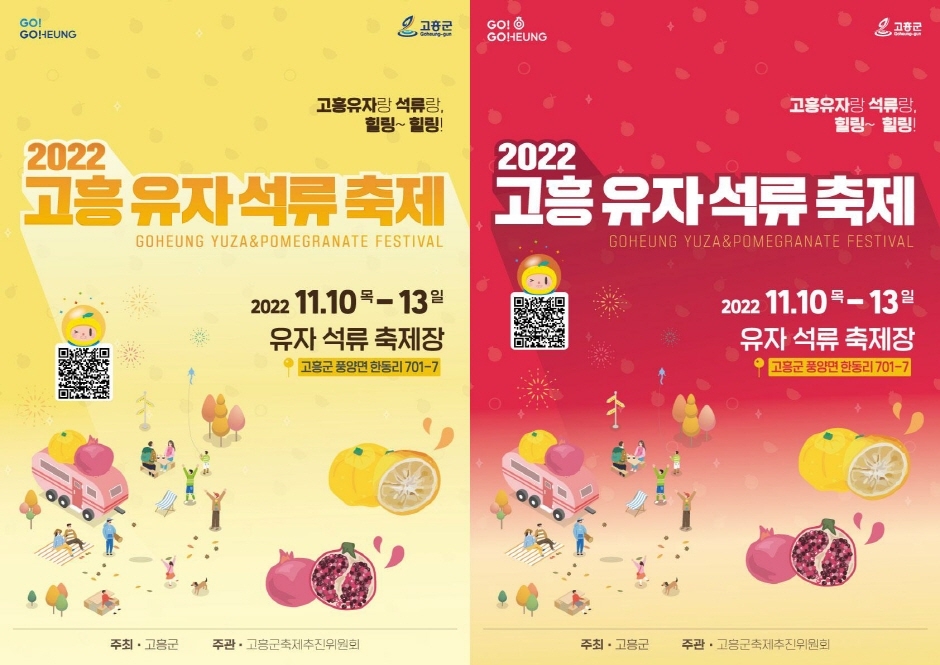 GO!
GO!HEUNG
고흥군
Goheung-gun
고흥유자랑 석류랑,
힐링~ 힐링!
2022
고흥 유자 석류 축제
GOHEUNG YUZA&POMEGRANATE FESTIVAL
2022 11.10 목 - 13 일
유자 석류 축제장
고흥군 풍양면 한동리 701-7
주최 · 고흥군 주관 · 고흥군축제추진위원회
GO!
GO!HEUNG
고흥군
Goheung-gun
고흥유자랑 석류랑,
힐링~ 힐링!
2022
고흥 유자 석류 축제
GOHEUNG YUZA&POMEGRANATE FESTIVAL
2022 11.10 목 - 13 일
유자 석류 축제장
고흥군 풍양면 한동리 701-7
주최 · 고흥군 주관 · 고흥군축제추진위원회